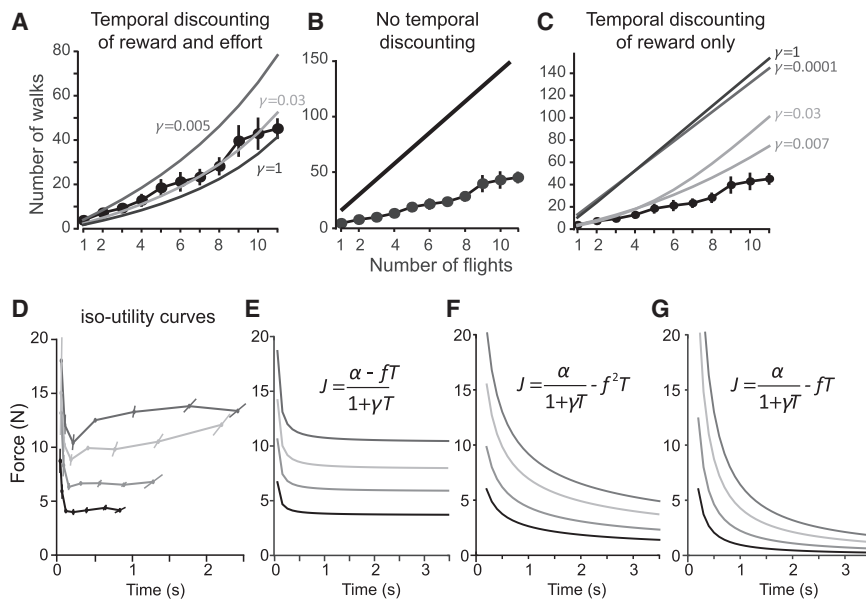 A
Temporal discounting
of reward and effort
B
No temporal
discounting
C
Temporal discounting
of reward only
Number of walks
80
60
40
20
0
γ=0.005
γ=0.03
γ=1
1 2 4 6 8 10
150
100
50
0
1 2 4 6 8 10
Number of flights
140
120
100
80
60
40
20
0
γ=1
γ=0.0001
γ=0.03
γ=0.007
1 2 4 6 8 10
D
iso-utility curves
Force (N)
20
15
10
5
0
0 1 2
Time (s)
E
J = α - fT / 1+γT
20
15
10
5
0
0 1 2 3
Time (s)
F
J = α / 1+γT - f²T
20
15
10
5
0
0 1 2 3
Time (s)
G
J = α / 1+γT - fT
20
15
10
5
0
0 1 2 3
Time (s)